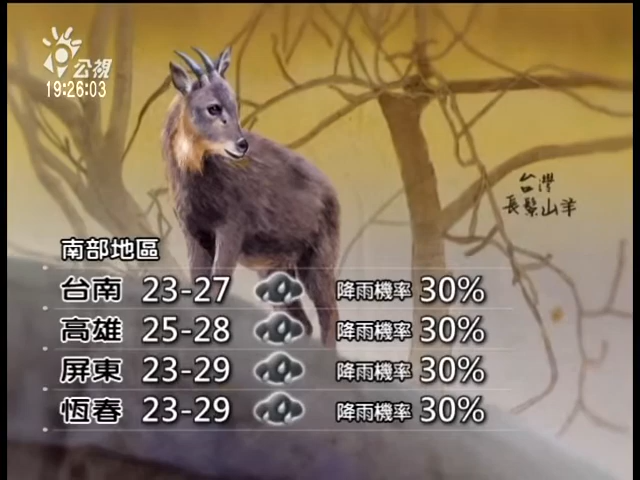 公視
19:26:03
台灣
長鬃山羊
南部地區
台南 23-27 降雨機率 30%
高雄 25-28 降雨機率 30%
屏東 23-29 降雨機率 30%
恆春 23-29 降雨機率 30%